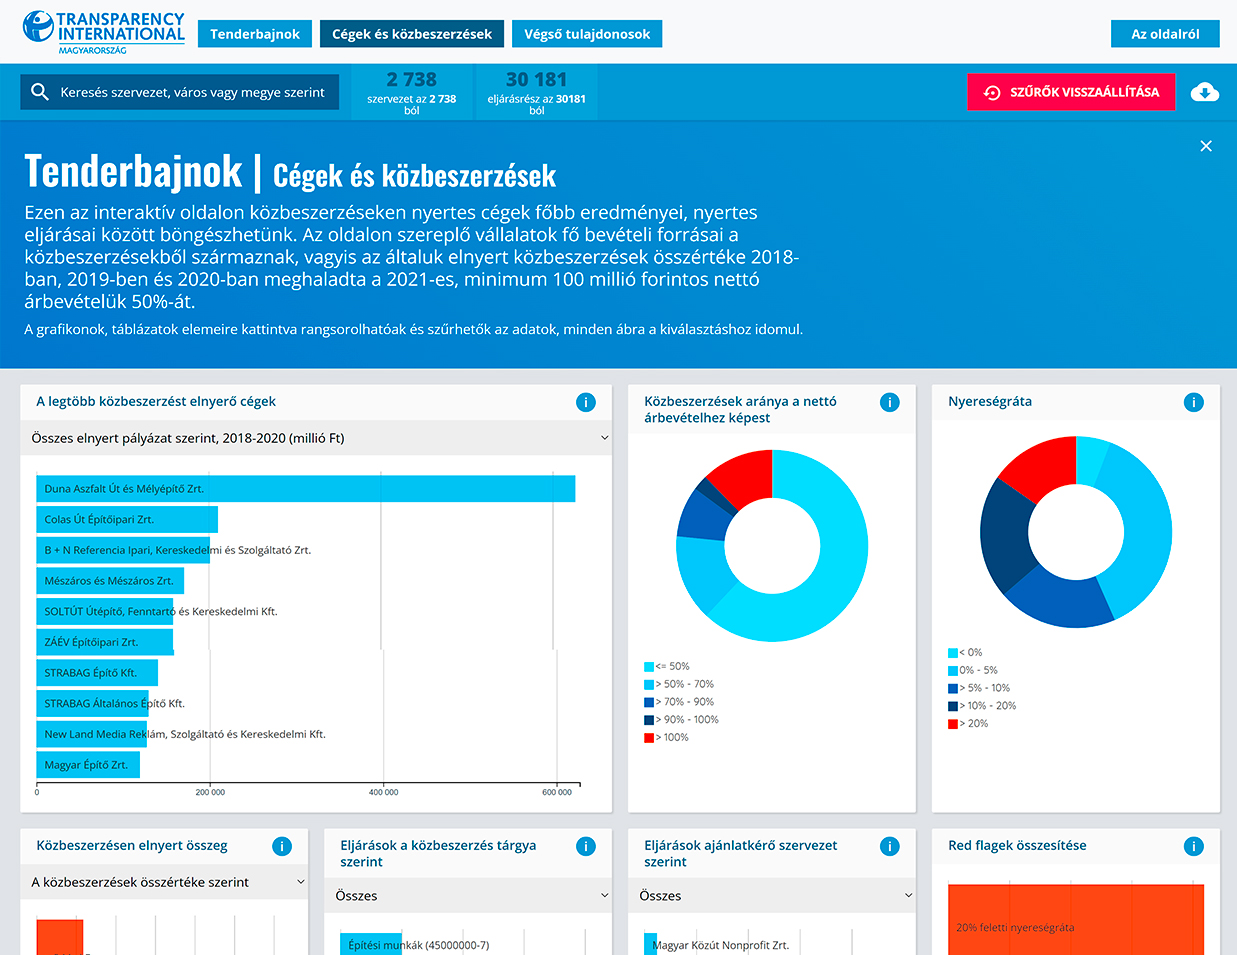 TRANSPARENCY
INTERNATIONAL
MAGYARORSZÁG
Tenderbajnok
Cégek és közbeszerzések
Végső tulajdonosok
Az oldalról
Keresés szervezet, város vagy megye szerint
2 738
szervezet az 2 738
ból
30 181
eljárásrész az 30181
ból
SZŰRŐK VISSZAÁLLÍTÁSA
Tenderbajnok | Cégek és közbeszerzések
Ezen az interaktív oldalon közbeszerzéseken nyertes cégek főbb eredményei, nyertes
eljárásai között böngészhetünk. Az oldalon szereplő vállalatok fő bevételi forrásai a
közbeszerzésekből származnak, vagyis az általuk elnyert közbeszerzések összértéke 2018-
ban, 2019-ben és 2020-ban meghaladta a 2021-es, minimum 100 millió forintos nettó
árbevételük 50%-át.
A grafikonok, táblázatok elemeire kattintva rangsorolhatóak és szűrhetők az adatok, minden ábra a kiválasztáshoz idomul.
A legtöbb közbeszerzést elnyerő cégek
Összes elnyert pályázat szerint, 2018-2020 (millió Ft)
Duna Aszfalt Út és Mélyépítő Zrt.
Colas Út Építőipari Zrt.
B + N Referencia Ipari, Kereskedelmi és Szolgáltató Zrt.
Mészáros és Mészáros Zrt.
SOLTÚT Útépítő, Fenntartó és Kereskedelmi Kft.
ZÁÉV Építőipari Zrt.
STRABAG Építő Kft.
STRABAG Általános Építő Kft.
New Land Media Reklám, Szolgáltató és Kereskedelmi Kft.
Magyar Építő Zrt.
0
200 000
400 000
600 000
Közbeszerzések aránya a nettó
árbevételhez képest
<= 50%
> 50% - 70%
> 70% - 90%
> 90% - 100%
> 100%
Nyereségráta
< 0%
0% - 5%
> 5% - 10%
> 10% - 20%
> 20%
Közbeszerzésen elnyert összeg
A közbeszerzések összértéke szerint
Eljárások a közbeszerzés tárgya
szerint
Összes
Építési munkák (45000000-7)
Eljárások ajánlatkérő szervezet
szerint
Összes
Magyar Közút Nonprofit Zrt.
Red flagek összesítése
20% feletti nyereségráta